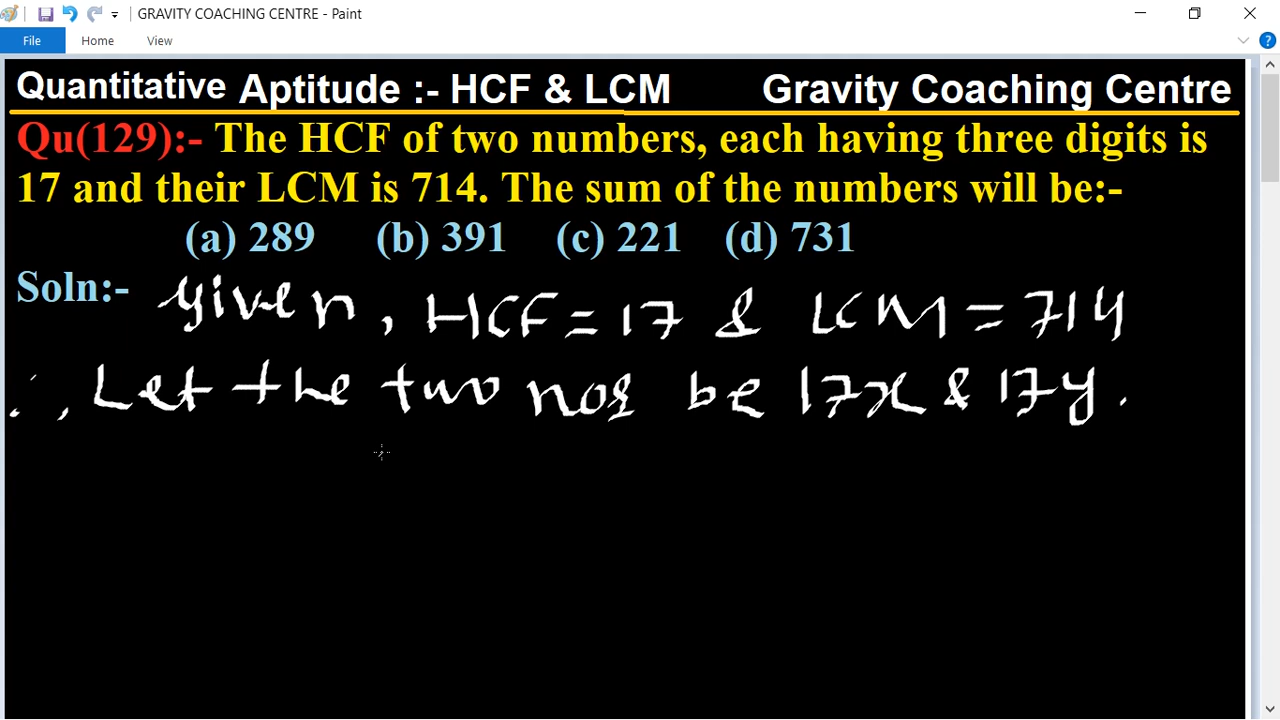 GRAVITY COACHING CENTRE - Paint
File Home View
Quantitative Aptitude :- HCF & LCM Gravity Coaching Centre
Qu(129):- The HCF of two numbers, each having three digits is
17 and their LCM is 714. The sum of the numbers will be:-
(a) 289 (b) 391 (c) 221 (d) 731
Soln:- Given, HCF = 17 & LCM = 714
∴, Let the two nos be 17x & 17y.